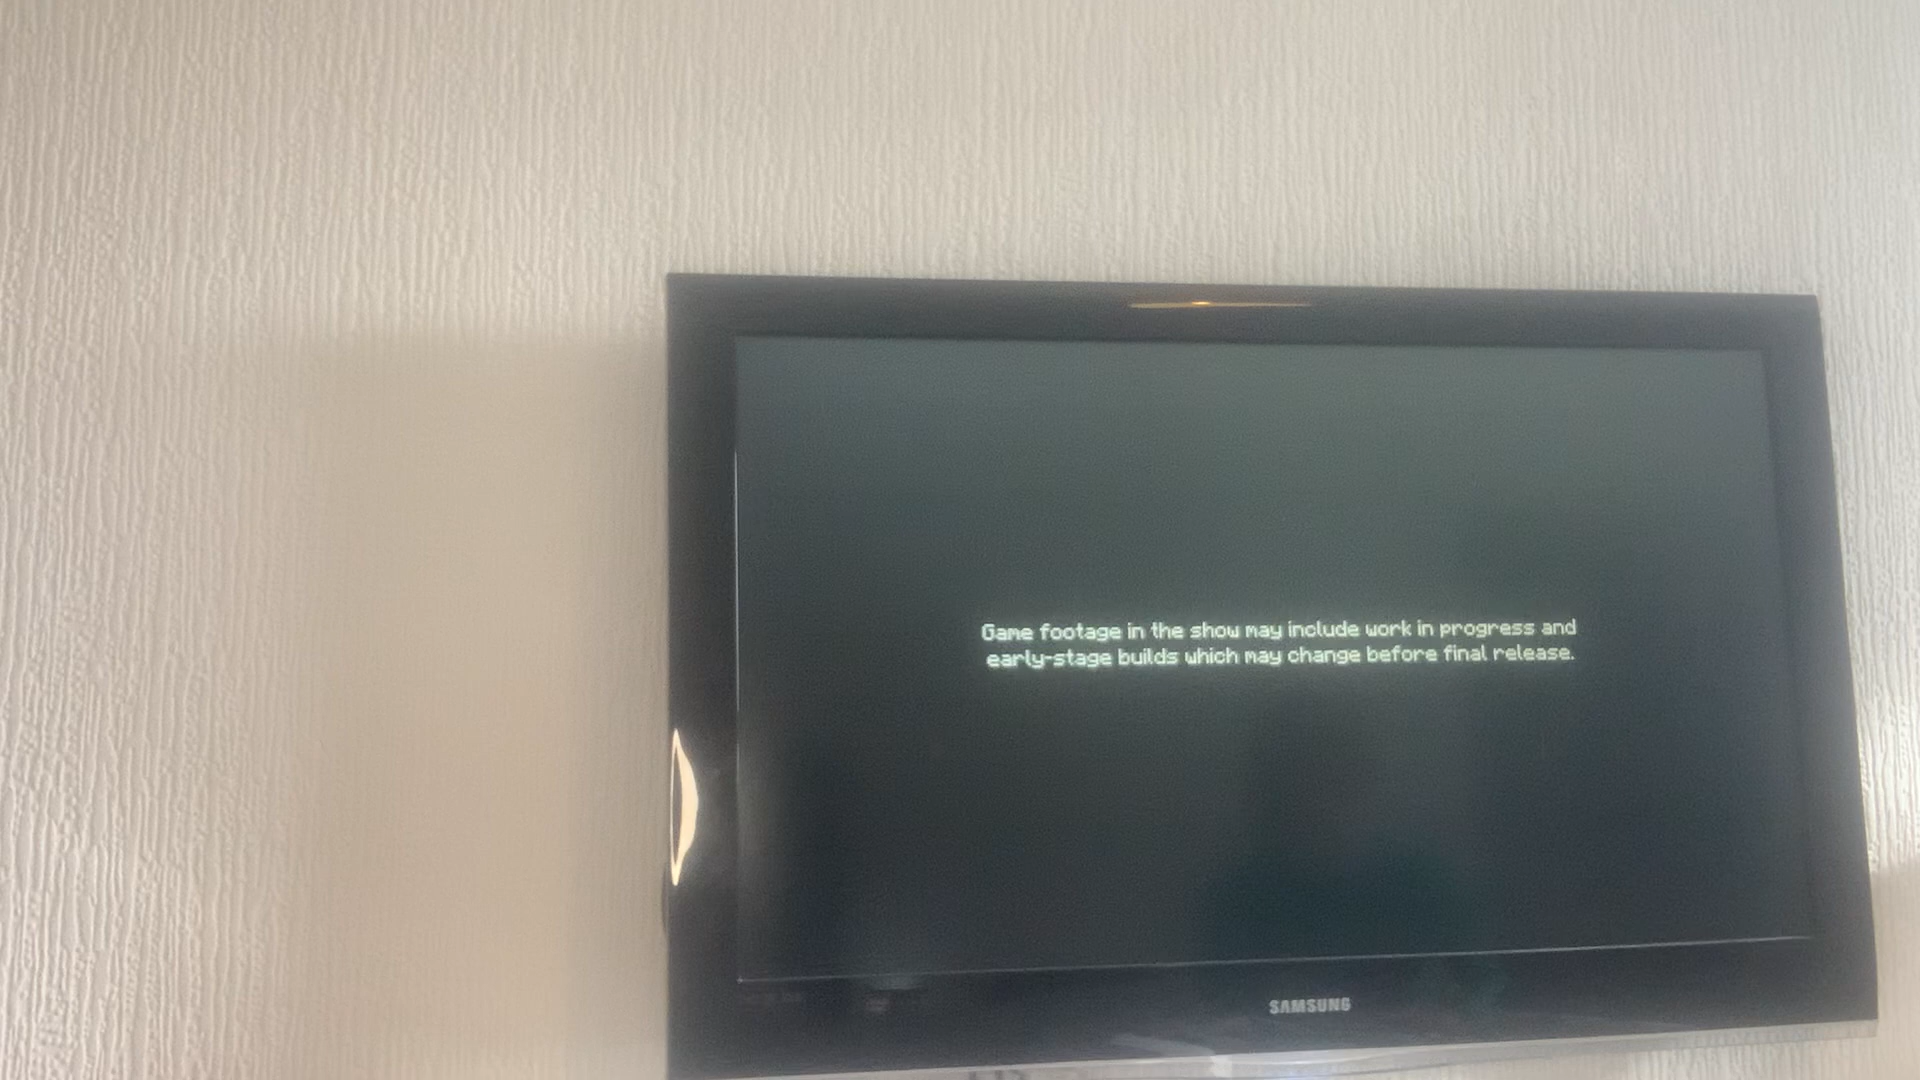 Game footage in the show may include work in progress and
early-stage builds which may change before final release.
SAMSUNG